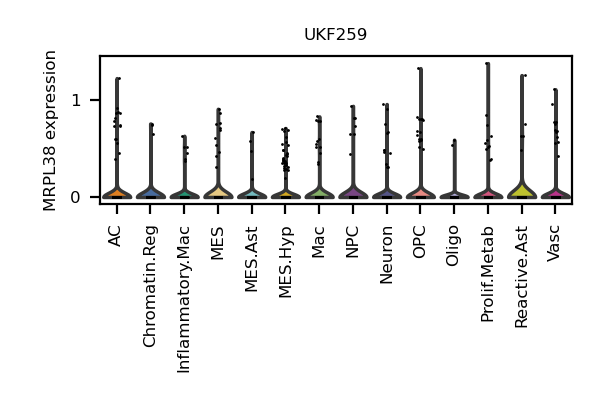 UKF259
MRPL38 expression
1
0
AC
Chromatin.Reg
Inflammatory.Mac
MES
MES.Ast
MES.Hyp
Mac
NPC
Neuron
OPC
Oligo
Prolif.Metab
Reactive.Ast
Vasc